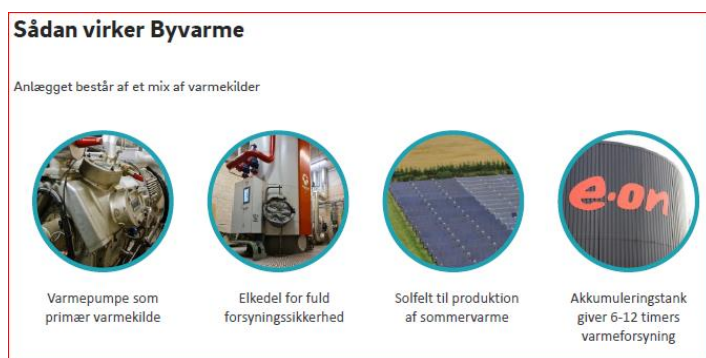 Sådan virker Byvarme
Anlægget består af et mix af varmekilder
e·on
Varmepumpe som
primær varmekilde
Elkedel for fuld
forsyningssikkerhed
Solfelt til produktion
af sommervarme
Akkumuleringstank
giver 6-12 timers
varmeforsyning